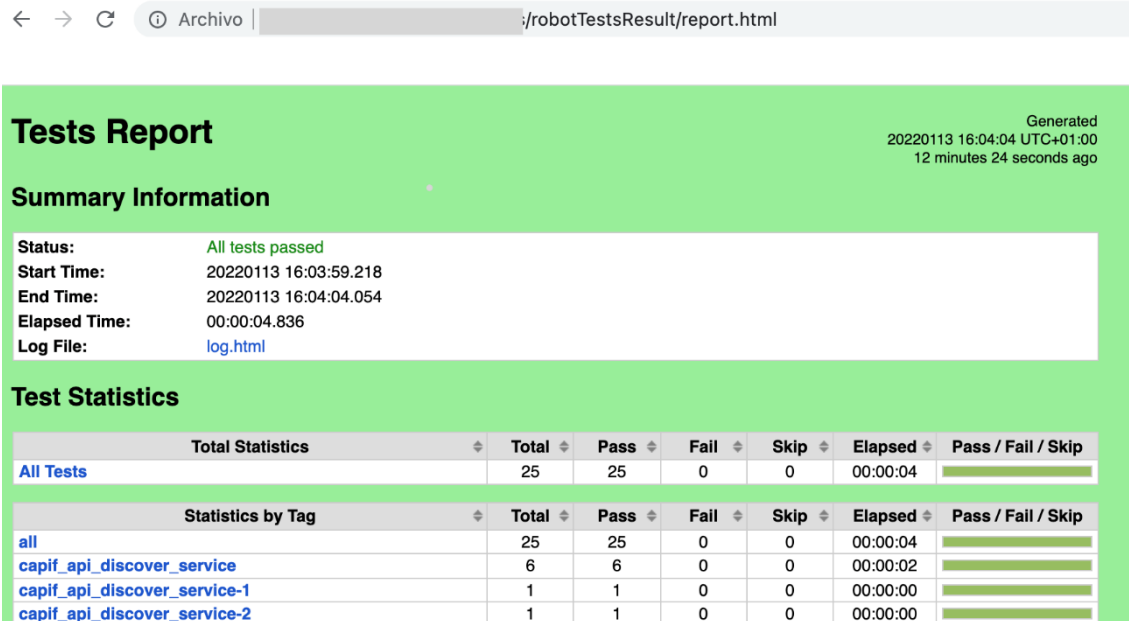 Archivo /robotTestsResult/report.html
Tests Report
Generated
20220113 16:04:04 UTC+01:00
12 minutes 24 seconds ago
Summary Information
Status: All tests passed
Start Time: 20220113 16:03:59.218
End Time: 20220113 16:04:04.054
Elapsed Time: 00:00:04.836
Log File: log.html
Test Statistics
Total Statistics Total Pass Fail Skip Elapsed Pass / Fail / Skip
All Tests 25 25 0 0 00:00:04
Statistics by Tag Total Pass Fail Skip Elapsed Pass / Fail / Skip
all 25 25 0 0 00:00:04
capif_api_discover_service 6 6 0 0 00:00:02
capif_api_discover_service-1 1 1 0 0 00:00:00
capif_api_discover_service-2 1 1 0 0 00:00:00